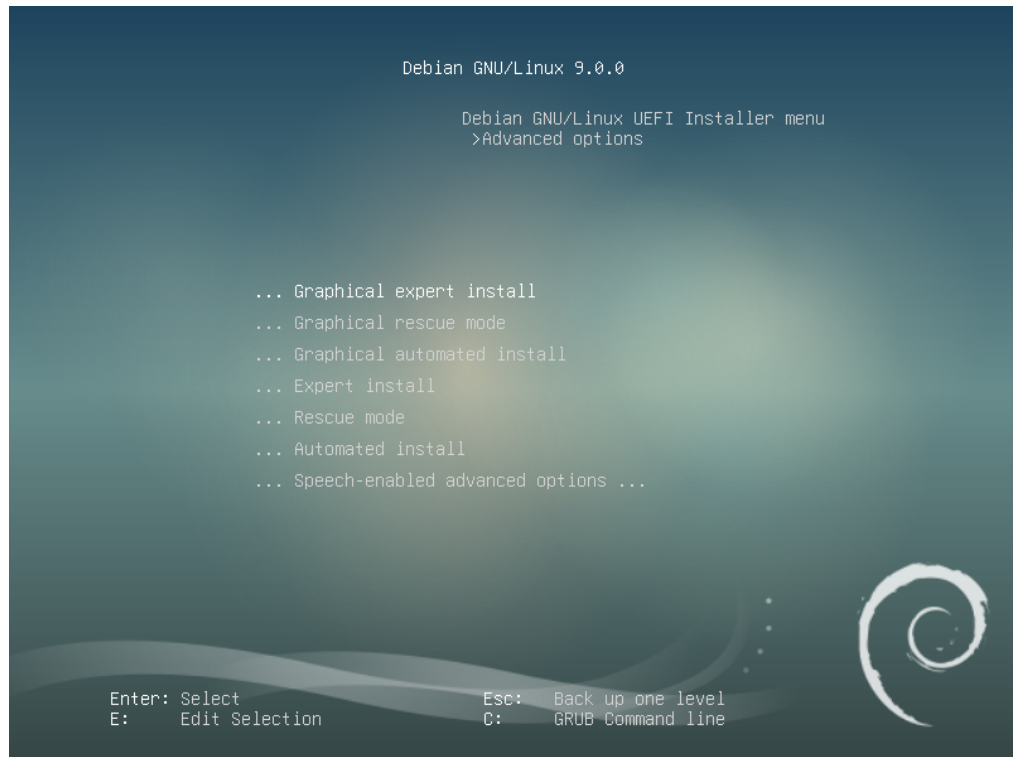 Debian GNU/Linux 9.0.0
Debian GNU/Linux UEFI Installer menu
>Advanced options
... Graphical expert install
... Graphical rescue mode
... Graphical automated install
... Expert install
... Rescue mode
... Automated install
... Speech-enabled advanced options ...
Enter: Select Esc: Back up one level
E: Edit Selection C: GRUB Command line